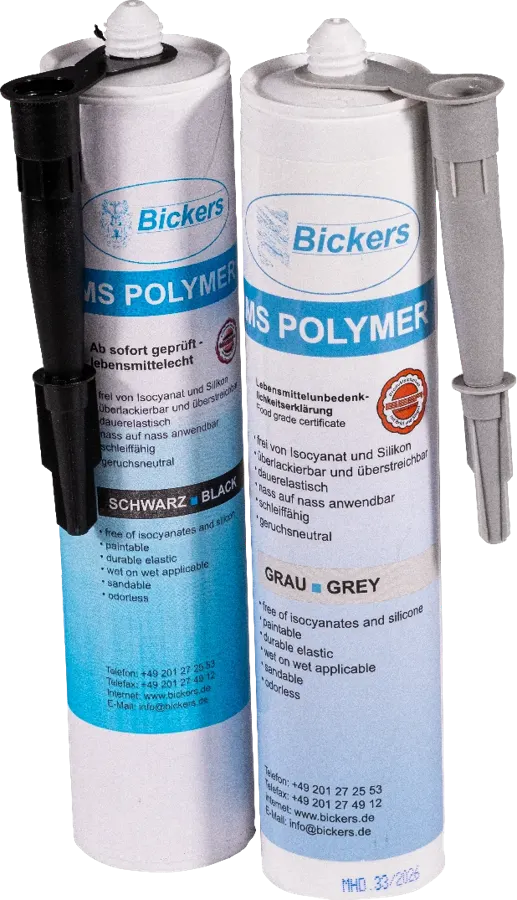 Bickers
MS POLYMER
Ab sofort geprüft -
lebensmittelecht
frei von Isocyanat und Silikon
überlackierbar und überstreichbar
dauerelastisch
nass auf nass anwendbar
schleiffähig
geruchsneutral
SCHWARZ BLACK
• free of isocyanates and silicone
• paintable
• durable elastic
• wet on wet applicable
• sandable
• odorless
Telefon: +49 201 27 25 53
Telefax: +49 201 27 49 12
Internet: www.bickers.de
E-Mail: info@bickers.de
Bickers
MS POLYMER
Lebensmittelunbedenk-
lichkeitserklärung
Food grade certificate
• frei von Isocyanat und Silikon
• überlackierbar und überstreichbar
• dauerelastisch
• nass auf nass anwendbar
• schleiffähig
• geruchsneutral
GRAU GREY
• free of isocyanates and silicone
• paintable
• durable elastic
• wet on wet applicable
• sandable
• odorless
Telefon: +49 201 27 25 53
Telefax: +49 201 27 49 12
Internet: www.bickers.de
E-Mail: info@bickers.de
MHD 33/2026